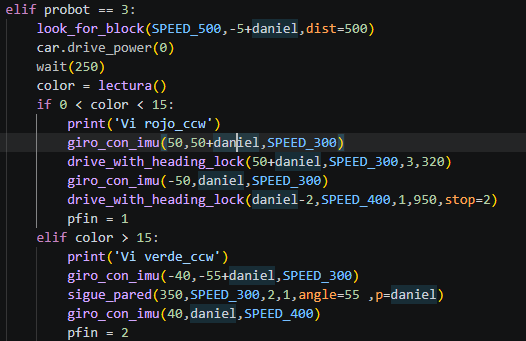 elif probot == 3:
look_for_block(SPEED_500,-5+daniel,dist=500)
car.drive_power(0)
wait(250)
color = lectura()
if 0 < color < 15:
print('Vi rojo_ccw')
giro_con_imu(50,50+daniel,SPEED_300)
drive_with_heading_lock(50+daniel,SPEED_300,3,320)
giro_con_imu(-50,daniel,SPEED_300)
drive_with_heading_lock(daniel-2,SPEED_400,1,950,stop=2)
pfin = 1
elif color > 15:
print('Vi verde_ccw')
giro_con_imu(-40,-55+daniel,SPEED_300)
sigue_pared(350,SPEED_300,2,1,angle=55 ,p=daniel)
giro_con_imu(40,daniel,SPEED_400)
pfin = 2